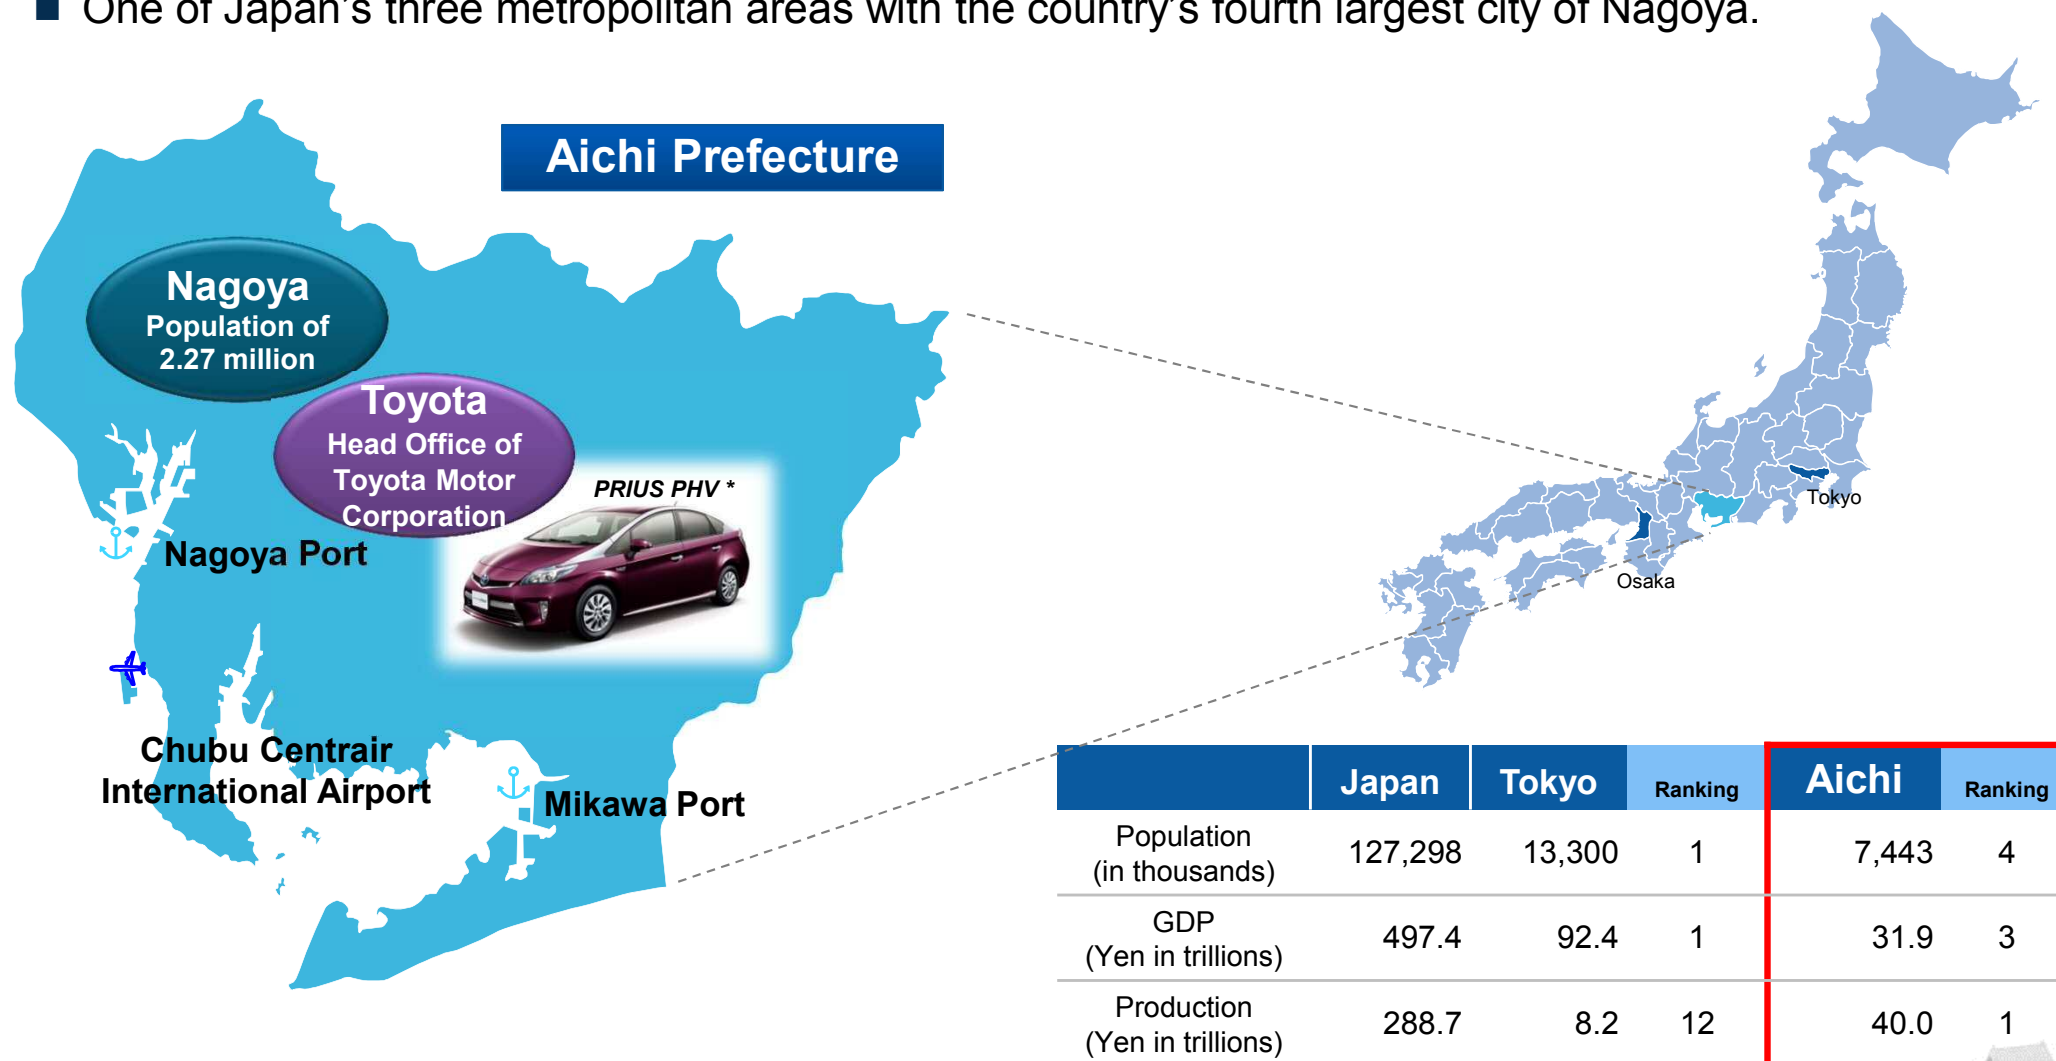 ■ One of Japan's three metropolitan areas with the country's fourth largest city of Nagoya.
Aichi Prefecture
Nagoya
Population of
2.27 million
Toyota
Head Office of
Toyota Motor
Corporation
PRIUS PHV *
Nagoya Port
Chubu Centrair
International Airport
Mikawa Port
Tokyo
Osaka
Japan Tokyo Ranking Aichi Ranking
Population
(in thousands) 127,298 13,300 1 7,443 4
GDP
(Yen in trillions) 497.4 92.4 1 31.9 3
Production
(Yen in trillions) 288.7 8.2 12 40.0 1